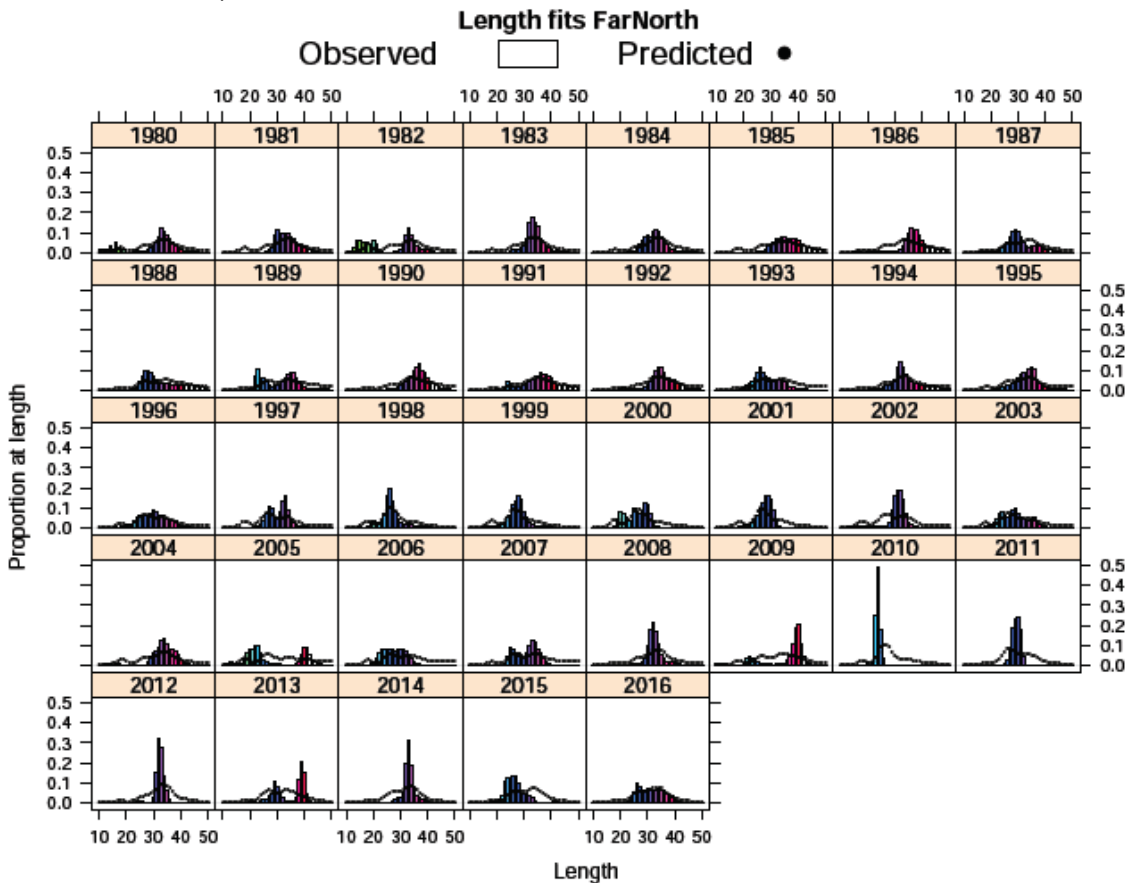 Length fits FarNorth
Observed Predicted
10 20 30 40 50 10 20 30 40 50 10 20 30 40 50 10 20 30 40 50
1980 1981 1982 1983 1984 1985 1986 1987
0.5
0.4
0.3
0.2
0.1
0.0
1988 1989 1990 1991 1992 1993 1994 1995
0.5
0.4
0.3
0.2
0.1
0.0
1996 1997 1998 1999 2000 2001 2002 2003
0.5
0.4
0.3
0.2
0.1
0.0
2004 2005 2006 2007 2008 2009 2010 2011
0.5
0.4
0.3
0.2
0.1
0.0
2012 2013 2014 2015 2016
0.5
0.4
0.3
0.2
0.1
0.0
10 20 30 40 50 10 20 30 40 50 10 20 30 40 50
Length
Proportion at length